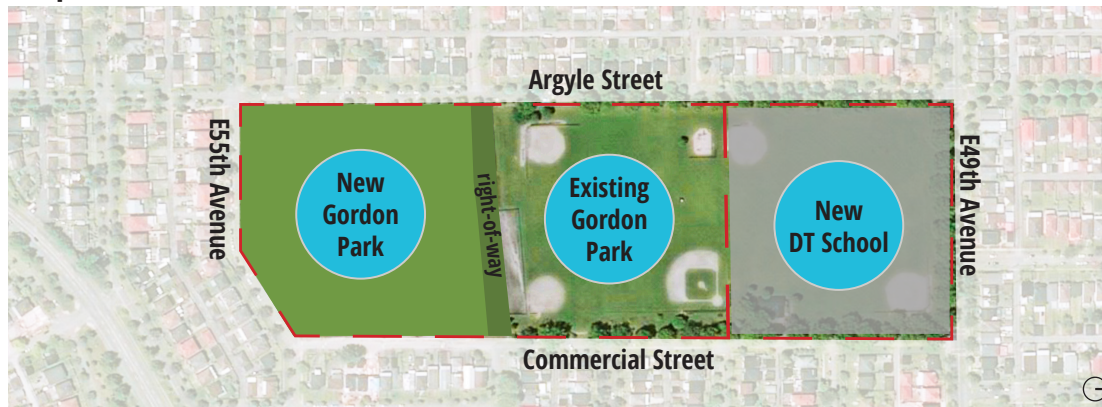 Argyle Street
E55th Avenue
New
Gordon
Park
right-of-way
Existing
Gordon
Park
New
DT School
E49th Avenue
Commercial Street